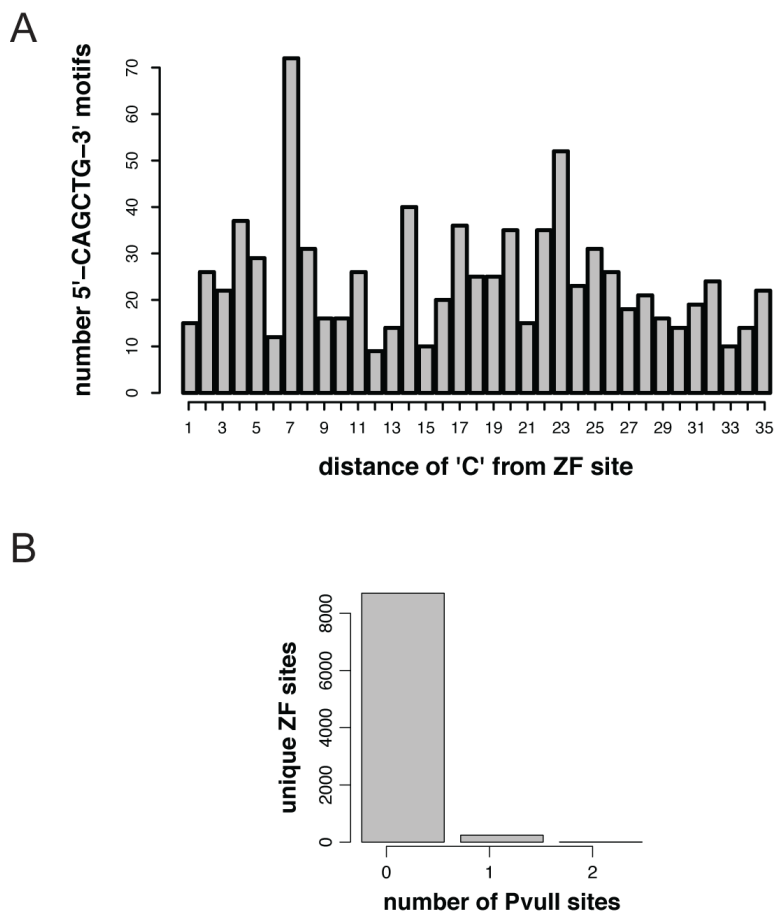 A
number 5'−CAGCTG−3' motifs
70
60
50
40
30
20
10
0
1 3 5 7 9 11 13 15 17 19 21 23 25 27 29 31 33 35
distance of 'C' from ZF site
B
unique ZF sites
8000
6000
4000
2000
0
0 1 2
number of PvuII sites